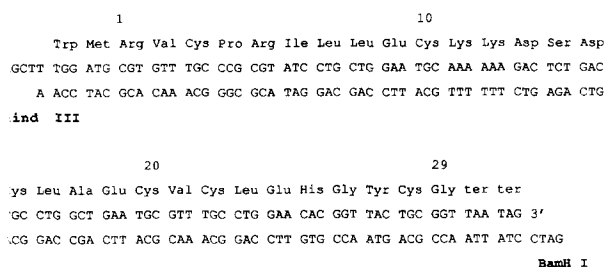 1 10
Trp Met Arg Val Cys Pro Arg Ile Leu Leu Glu Cys Lys Lys Asp Ser Asp
GCTT TGG ATG CGT GTT TGC CCG CGT ATC CTG CTG GAA TGC AAA AAA GAC TCT GAC
A ACC TAC GCA CAA ACG GGC GCA TAG GAC GAC CTT ACG TTT TTT CTG AGA CTG
ind III
20 29
ys Leu Ala Glu Cys Val Cys Leu Glu His Gly Tyr Cys Gly ter ter
GC CTG GCT GAA TGC GTT TGC CTG GAA CAC GGT TAC TGC GGT TAA TAG 3'
CG GAC CGA CTT ACG CAA ACG GAC CTT GTG CCA ATG ACG CCA ATT ATC CTAG
BamH I